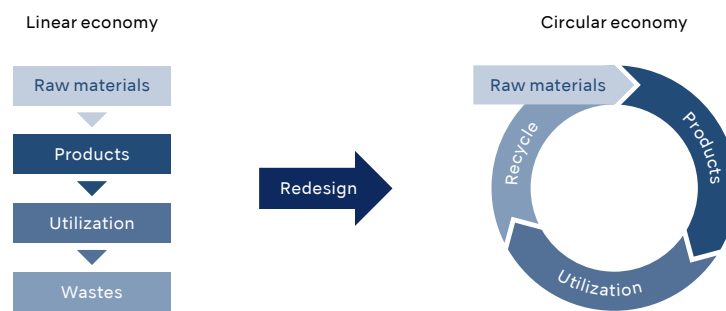 Linear economy
Raw materials
Products
Utilization
Wastes
Redesign
Circular economy
Raw materials
Products
Utilization
Recycle